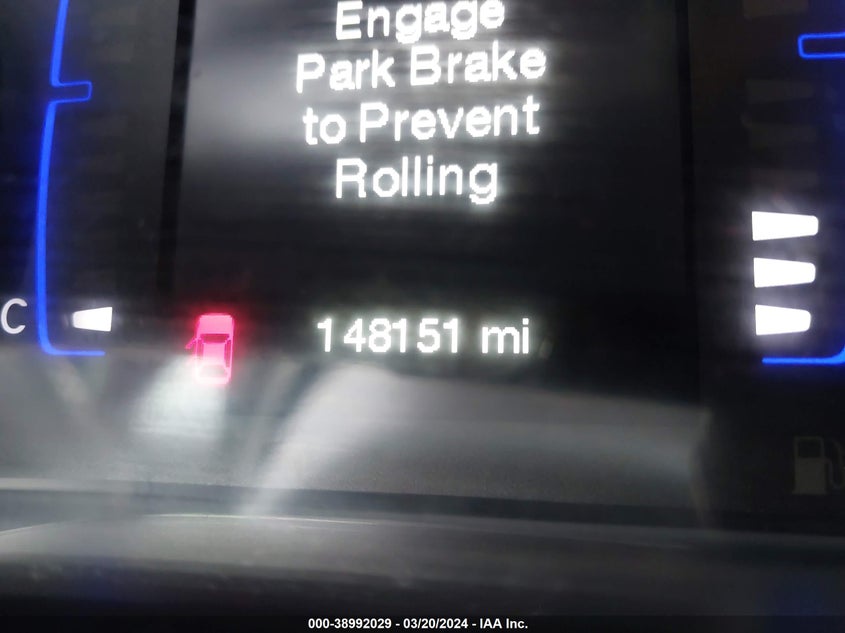 Engage
Park Brake
to Prevent
Rolling
C
148151 mi
000-38992029 - 03/20/2024 - IAA Inc.